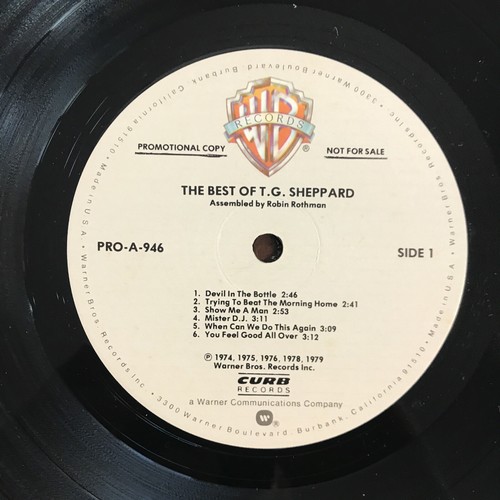 WB
RECORDS
®
PROMOTIONAL COPY
NOT FOR SALE
THE BEST OF T.G. SHEPPARD
Assembled by Robin Rothman
PRO-A-946
SIDE 1
1. Devil In The Bottle 2:46
2. Trying To Beat The Morning Home 2:41
3. Show Me A Man 2:53
4. Mister D.J. 3:11
5. When Can We Do This Again 3:09
6. You Feel Good All Over 3:12
℗ 1974, 1975, 1976, 1978, 1979
Warner Bros. Records Inc.
CURB
RECORDS
a Warner Communications Company
Warner Bros. Records Inc. • 3300 Warner Boulevard, Burbank, California 91510 • Made in U.S.A. • Warner Bros. Records Inc. • 3300 Warner Boulevard, Burbank, California 91510 • Made in U.S.A. •